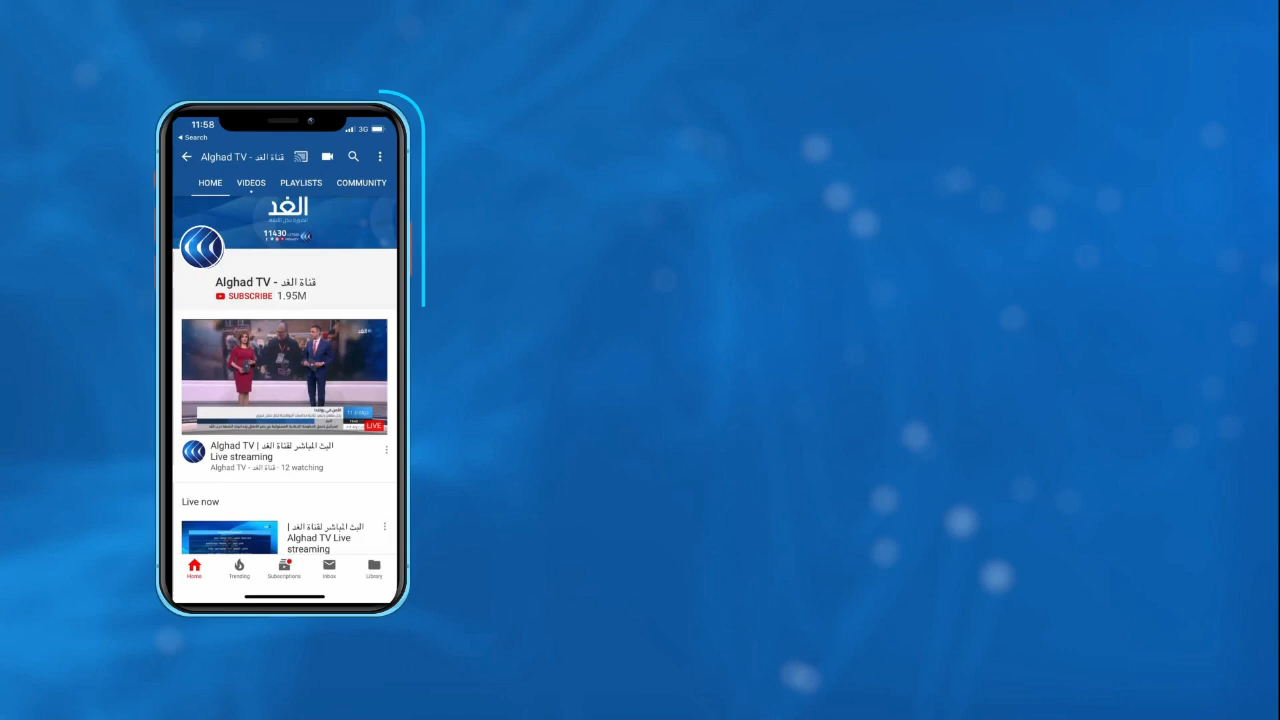 11:58
3G
Search
Alghad TV - قناة الغد
HOME VIDEOS PLAYLISTS COMMUNITY
الغد
11430
Alghad TV - قناة الغد
SUBSCRIBE 1.95M
الغد
LIVE
البث المباشر لقناة الغد | Alghad TV
Live streaming
Alghad TV - قناة الغد · 12 watching
Live now
البث المباشر لقناة الغد |
Alghad TV Live
streaming
Home Trending Subscriptions Inbox Library